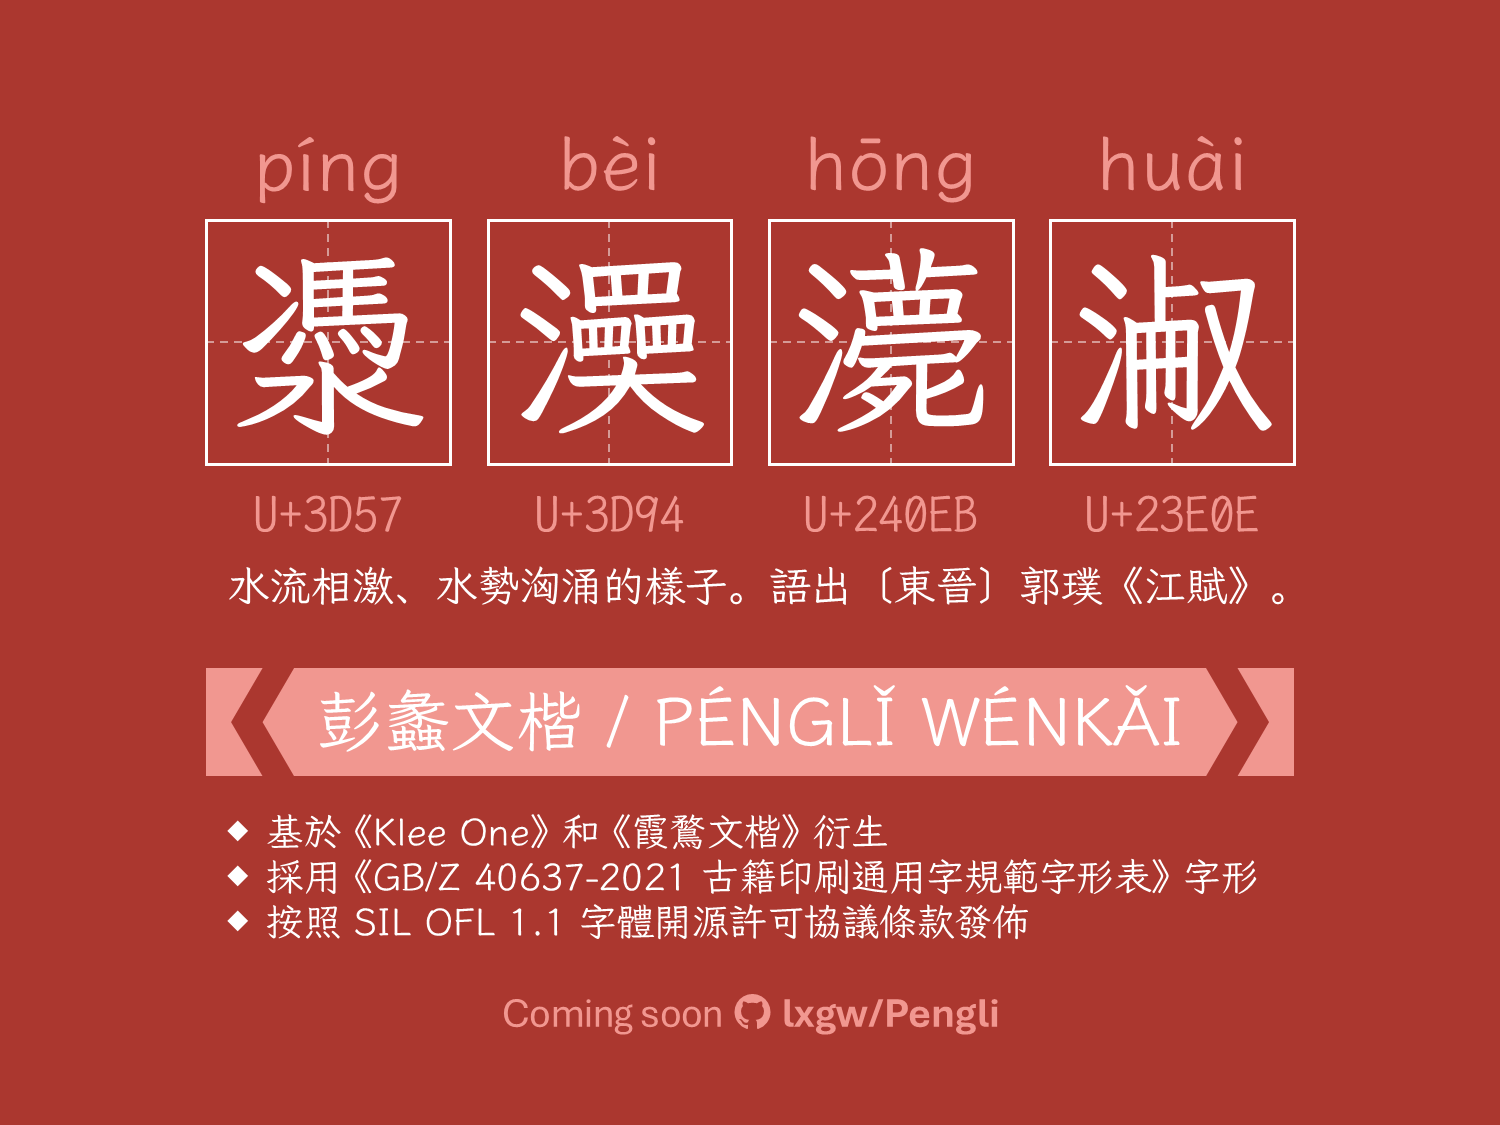 píng bèi hōng huài
㵗 㶔 𤃫 𣸎
U+3D57 U+3D94 U+240EB U+23E0E
水流相激、水勢洶涌的樣子。語出〔東晉〕郭璞《江賦》。
彭蠡文楷 / PÉNGLǏ WÉNKǍI
◆ 基於《Klee One》和《霞鶩文楷》衍生
◆ 採用《GB/Z 40637-2021 古籍印刷通用字規範字形表》字形
◆ 按照 SIL OFL 1.1 字體開源許可協議條款發佈
Coming soon lxgw/Pengli